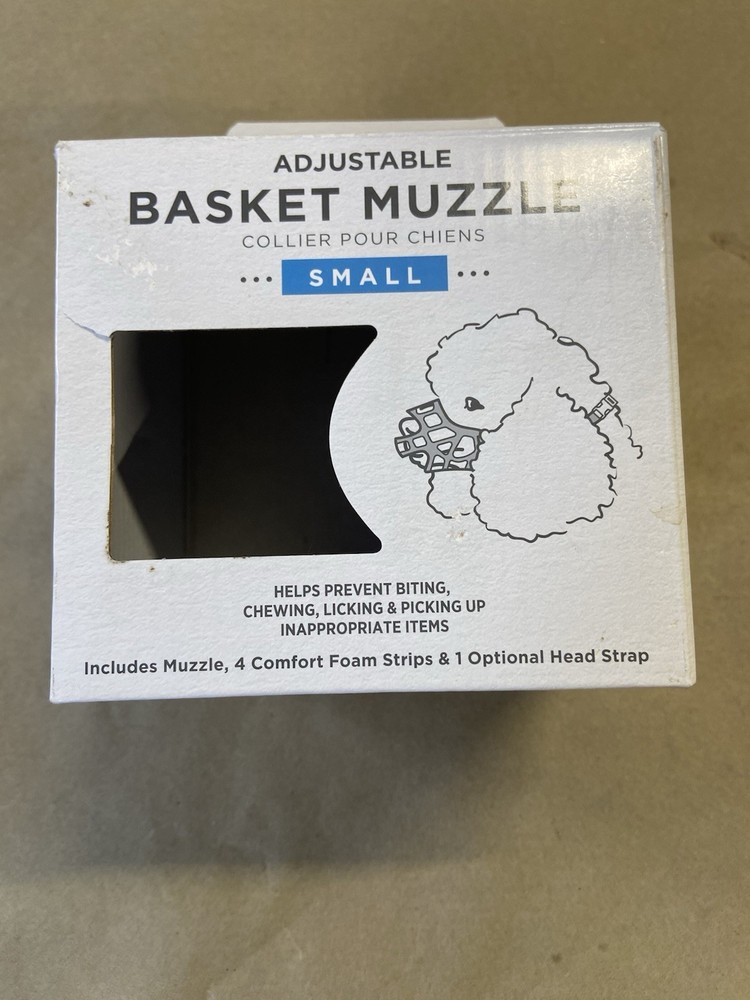 ADJUSTABLE
BASKET MUZZLE
COLLIER POUR CHIENS
SMALL
HELPS PREVENT BITING,
CHEWING, LICKING & PICKING UP
INAPPROPRIATE ITEMS
Includes Muzzle, 4 Comfort Foam Strips & 1 Optional Head Strap